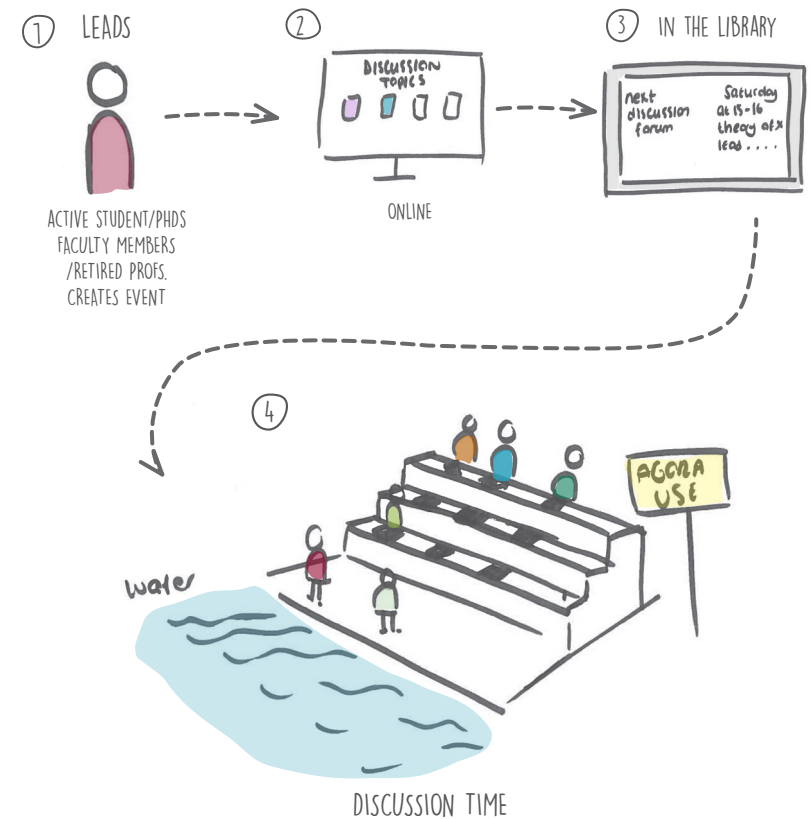 1 LEADS
ACTIVE STUDENT/PHDS
FACULTY MEMBERS
/RETIRED PROFS.
CREATES EVENT
2
DISCUSSION
TOPICS
ONLINE
3 IN THE LIBRARY
next
discussion
forum
Saturday
at 15-16
theory of x
lead ....
4
AGORA
USE
water
DISCUSSION TIME